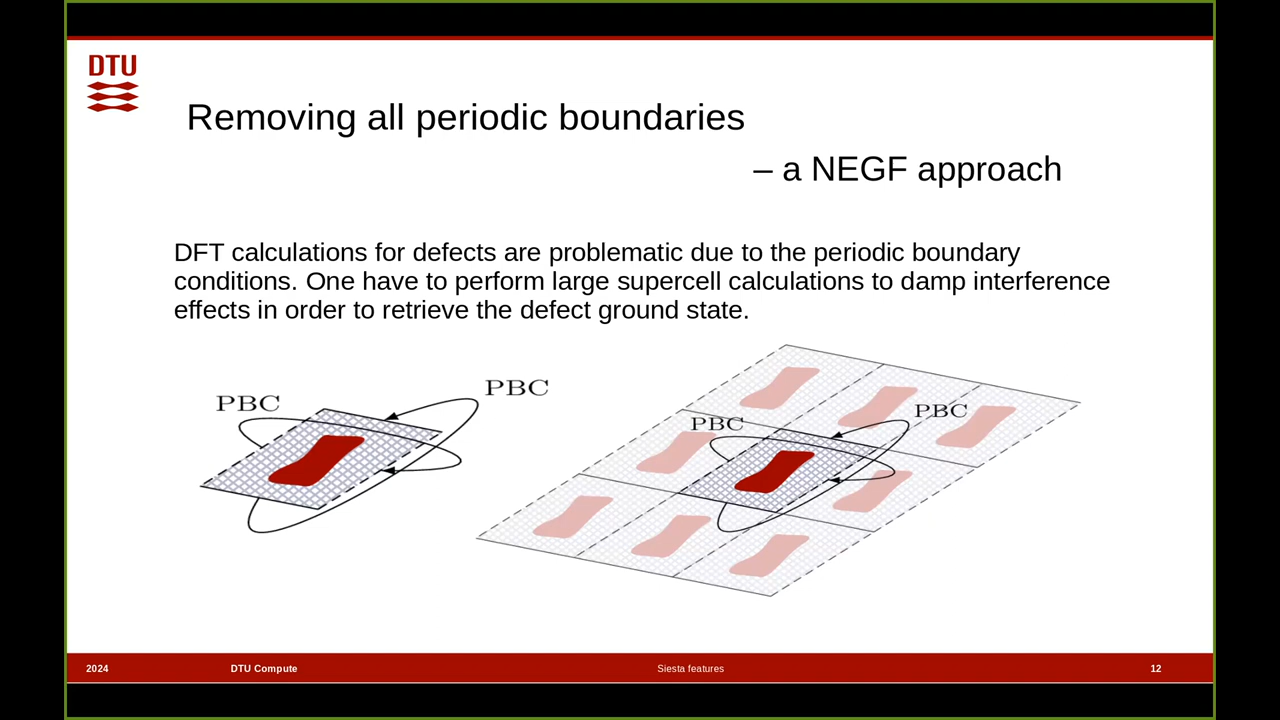 DTU
Removing all periodic boundaries
– a NEGF approach
DFT calculations for defects are problematic due to the periodic boundary
conditions. One have to perform large supercell calculations to damp interference
effects in order to retrieve the defect ground state.
PBC
PBC
PBC
PBC
2024 DTU Compute Siesta features 12